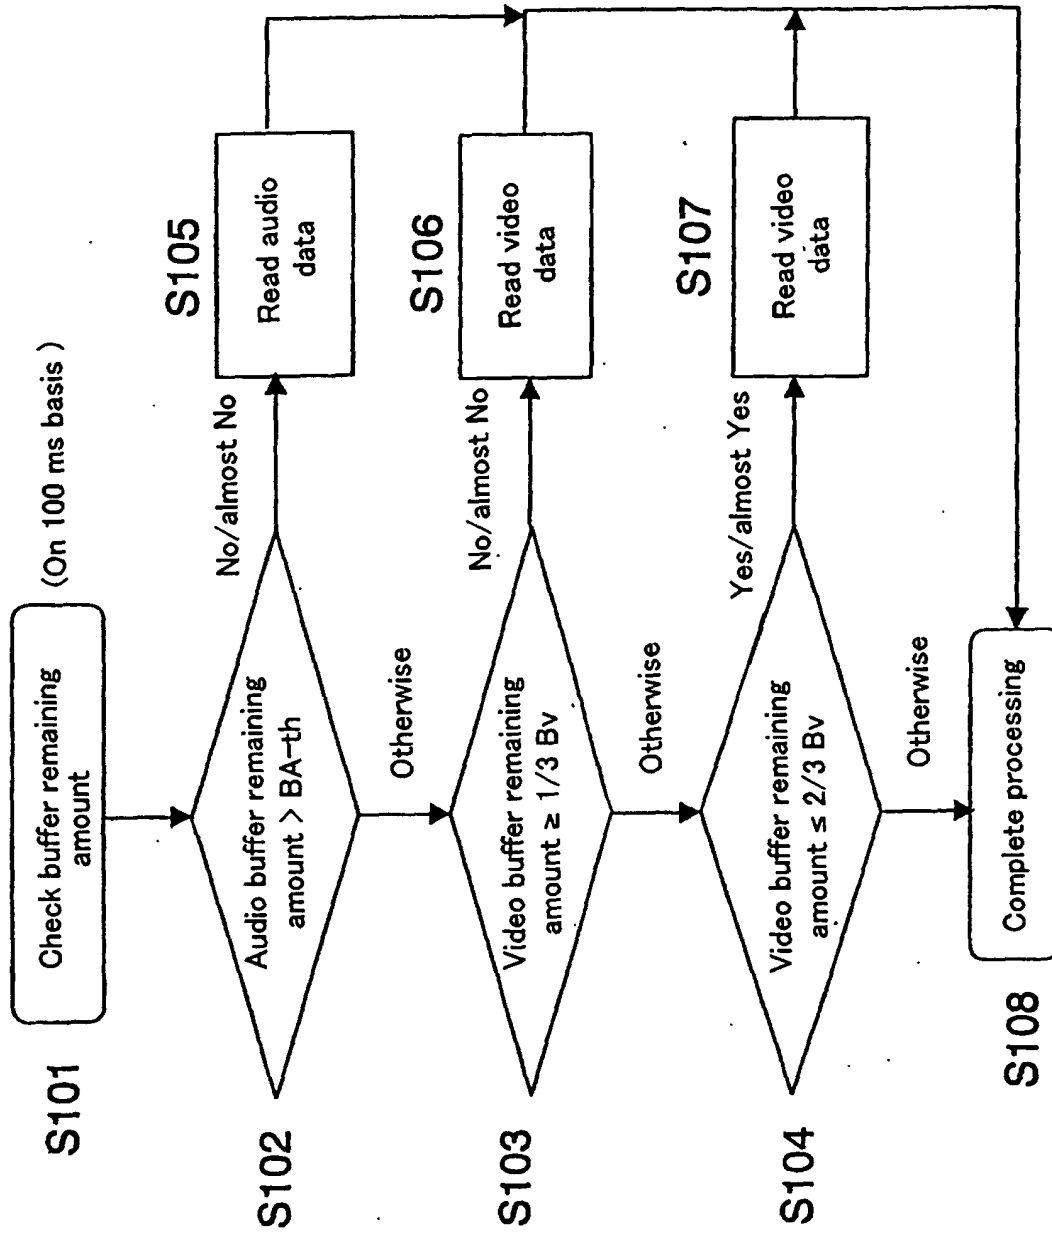 S101
Check buffer remaining
amount
(On 100 ms basis )
S102
Audio buffer remaining
amount > BA-th
No/almost No
S105
Read audio
data
Otherwise
S103
Video buffer remaining
amount ≥ 1/3 Bv
No/almost No
S106
Read video
data
Otherwise
S104
Video buffer remaining
amount ≤ 2/3 Bv
Yes/almost Yes
S107
Read video
data
Otherwise
S108
Complete processing